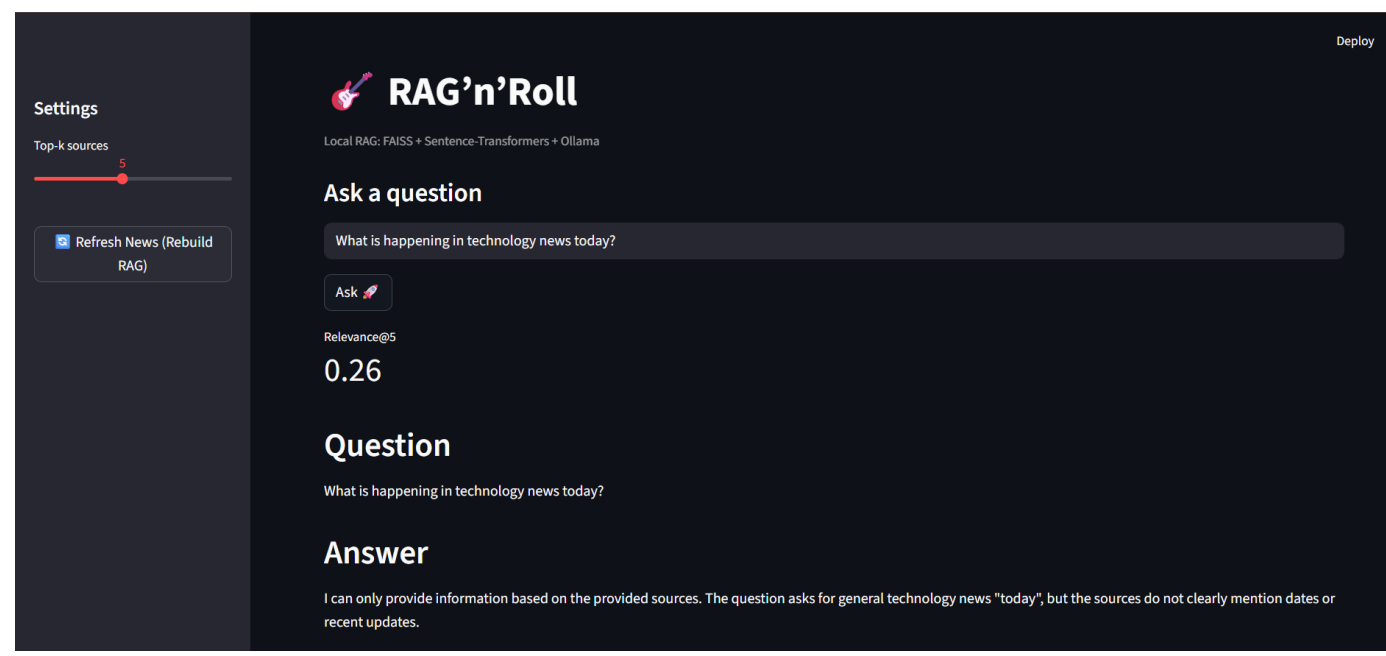 Deploy
Settings
Top-k sources
5
🔄 Refresh News (Rebuild
RAG)
🎸 RAG’n’Roll
Local RAG: FAISS + Sentence-Transformers + Ollama
Ask a question
What is happening in technology news today?
Ask 🚀
Relevance@5
0.26
Question
What is happening in technology news today?
Answer
I can only provide information based on the provided sources. The question asks for general technology news "today", but the sources do not clearly mention dates or
recent updates.